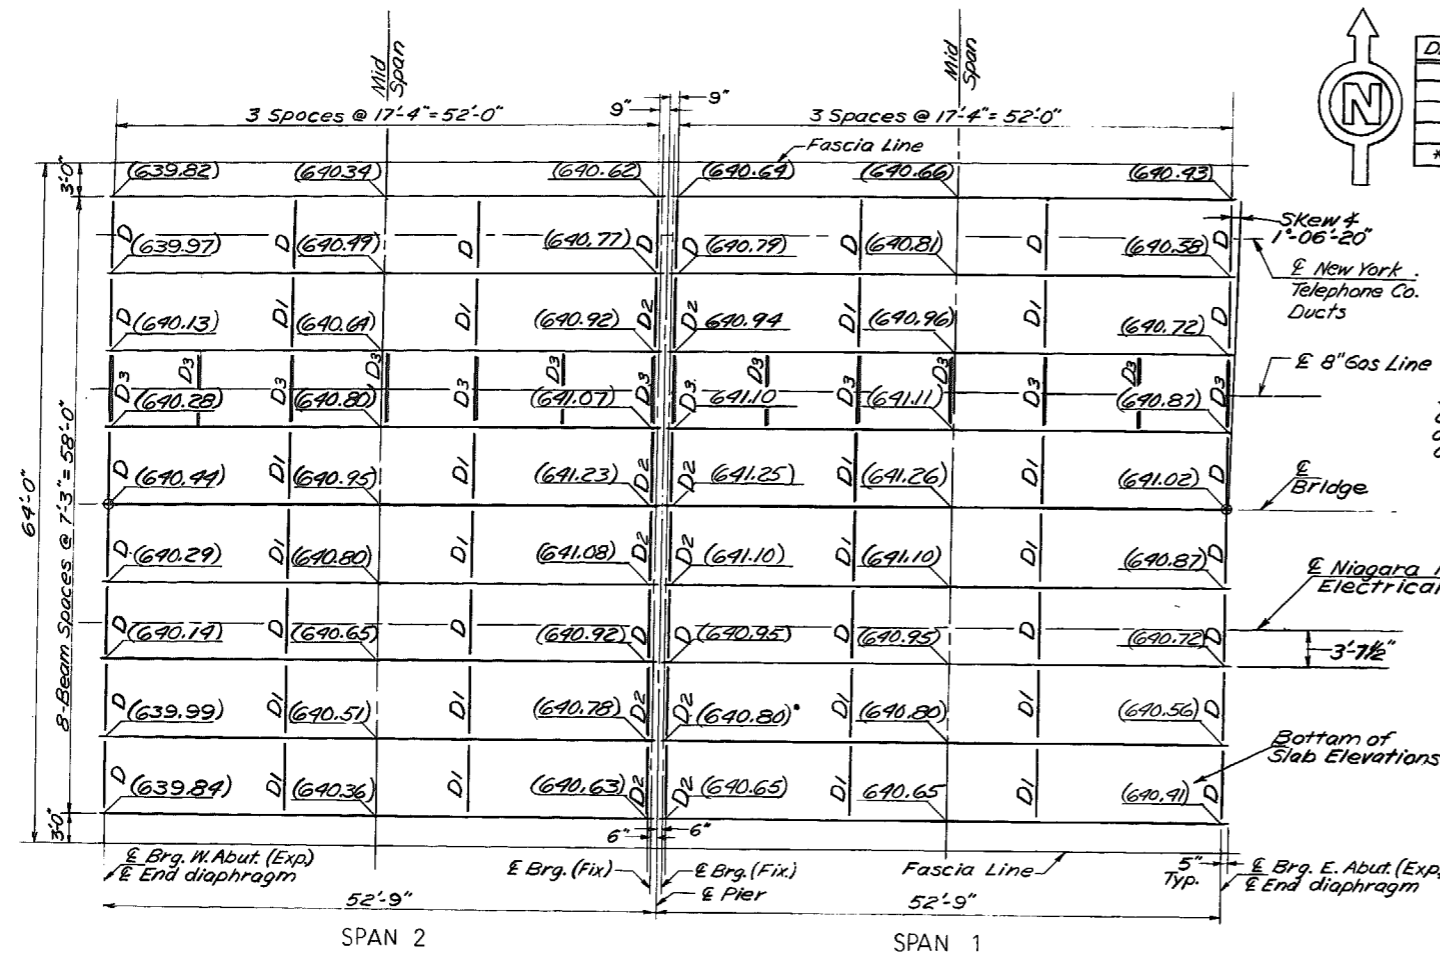 Mid Span
Mid Span
9" 9"
3 Spaces @ 17'-4" = 52'-0"
3 Spaces @ 17'-4" = 52'-0"
N
D
*
Fascia Line
3'-0"
(639.82) (640.34) (640.62) (640.64) (640.66) (640.43)
Skew ∡
1°-06'-20"
D (639.97) D (640.49) D (640.77) D D (640.79) D (640.81) D (640.58) D
℄ New York
Telephone Co.
Ducts
D (640.13) D1 (640.64) D1 (640.92) D2 D2 640.94 D1 (640.96) D1 (640.72) D
D3 D3 D3 D3 D3 D3 D3 D3 D3 D3 D3 D3 D3 D3
℄ 8" Gas Line
(640.28) (640.80) (641.07) 641.10 (641.11) (640.87)
D (640.44) D1 (640.95) D1 (641.23) D2 D2 (641.25) D1 (641.26) D1 (641.02) D
℄
Bridge
64'-0"
8-Beam Spaces @ 7'-3" = 58'-0"
D (640.29) D1 (640.80) D1 (641.08) D2 D2 (641.10) D1 (641.10) D1 (640.87) D
℄ Niagara
Electrical
D (640.14) D (640.65) D (640.92) D D (640.95) D (640.95) D (640.72) D
3'-7½"
D (639.99) D1 (640.51) D1 (640.78) D2 D2 (640.80) D1 (640.80) D1 (640.56) D
Bottom of
Slab Elevations
D (639.84) D1 (640.36) D1 (640.63) D2 D2 (640.65) D1 640.65 D1 (640.41) D
3'-0"
6" 6"
℄ Brg. W. Abut. (Exp.)
℄ End diaphragm
℄ Brg. (Fix)
℄ Brg. (Fix.)
℄ Pier
Fascia Line
5"
Typ.
℄ Brg. E. Abut. (Exp.
℄ End diaphragm
52'-9" 52'-9"
SPAN 2 SPAN 1